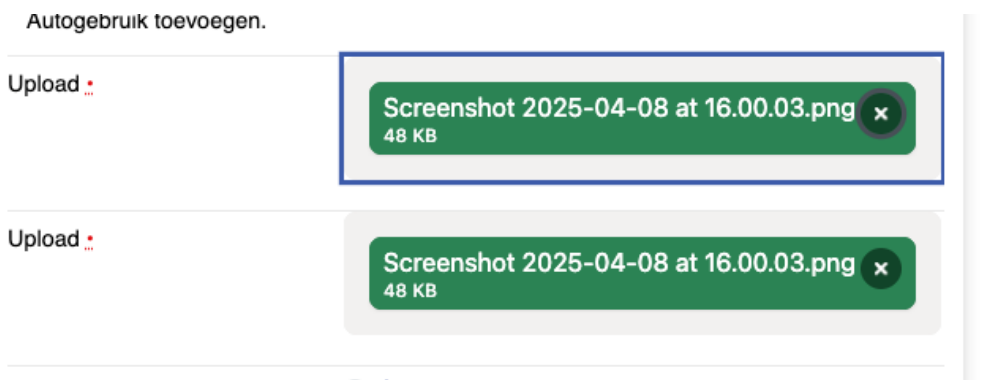 Autogebruik toevoegen.
Upload *
Screenshot 2025-04-08 at 16.00.03.png
48 KB
Upload *
Screenshot 2025-04-08 at 16.00.03.png
48 KB